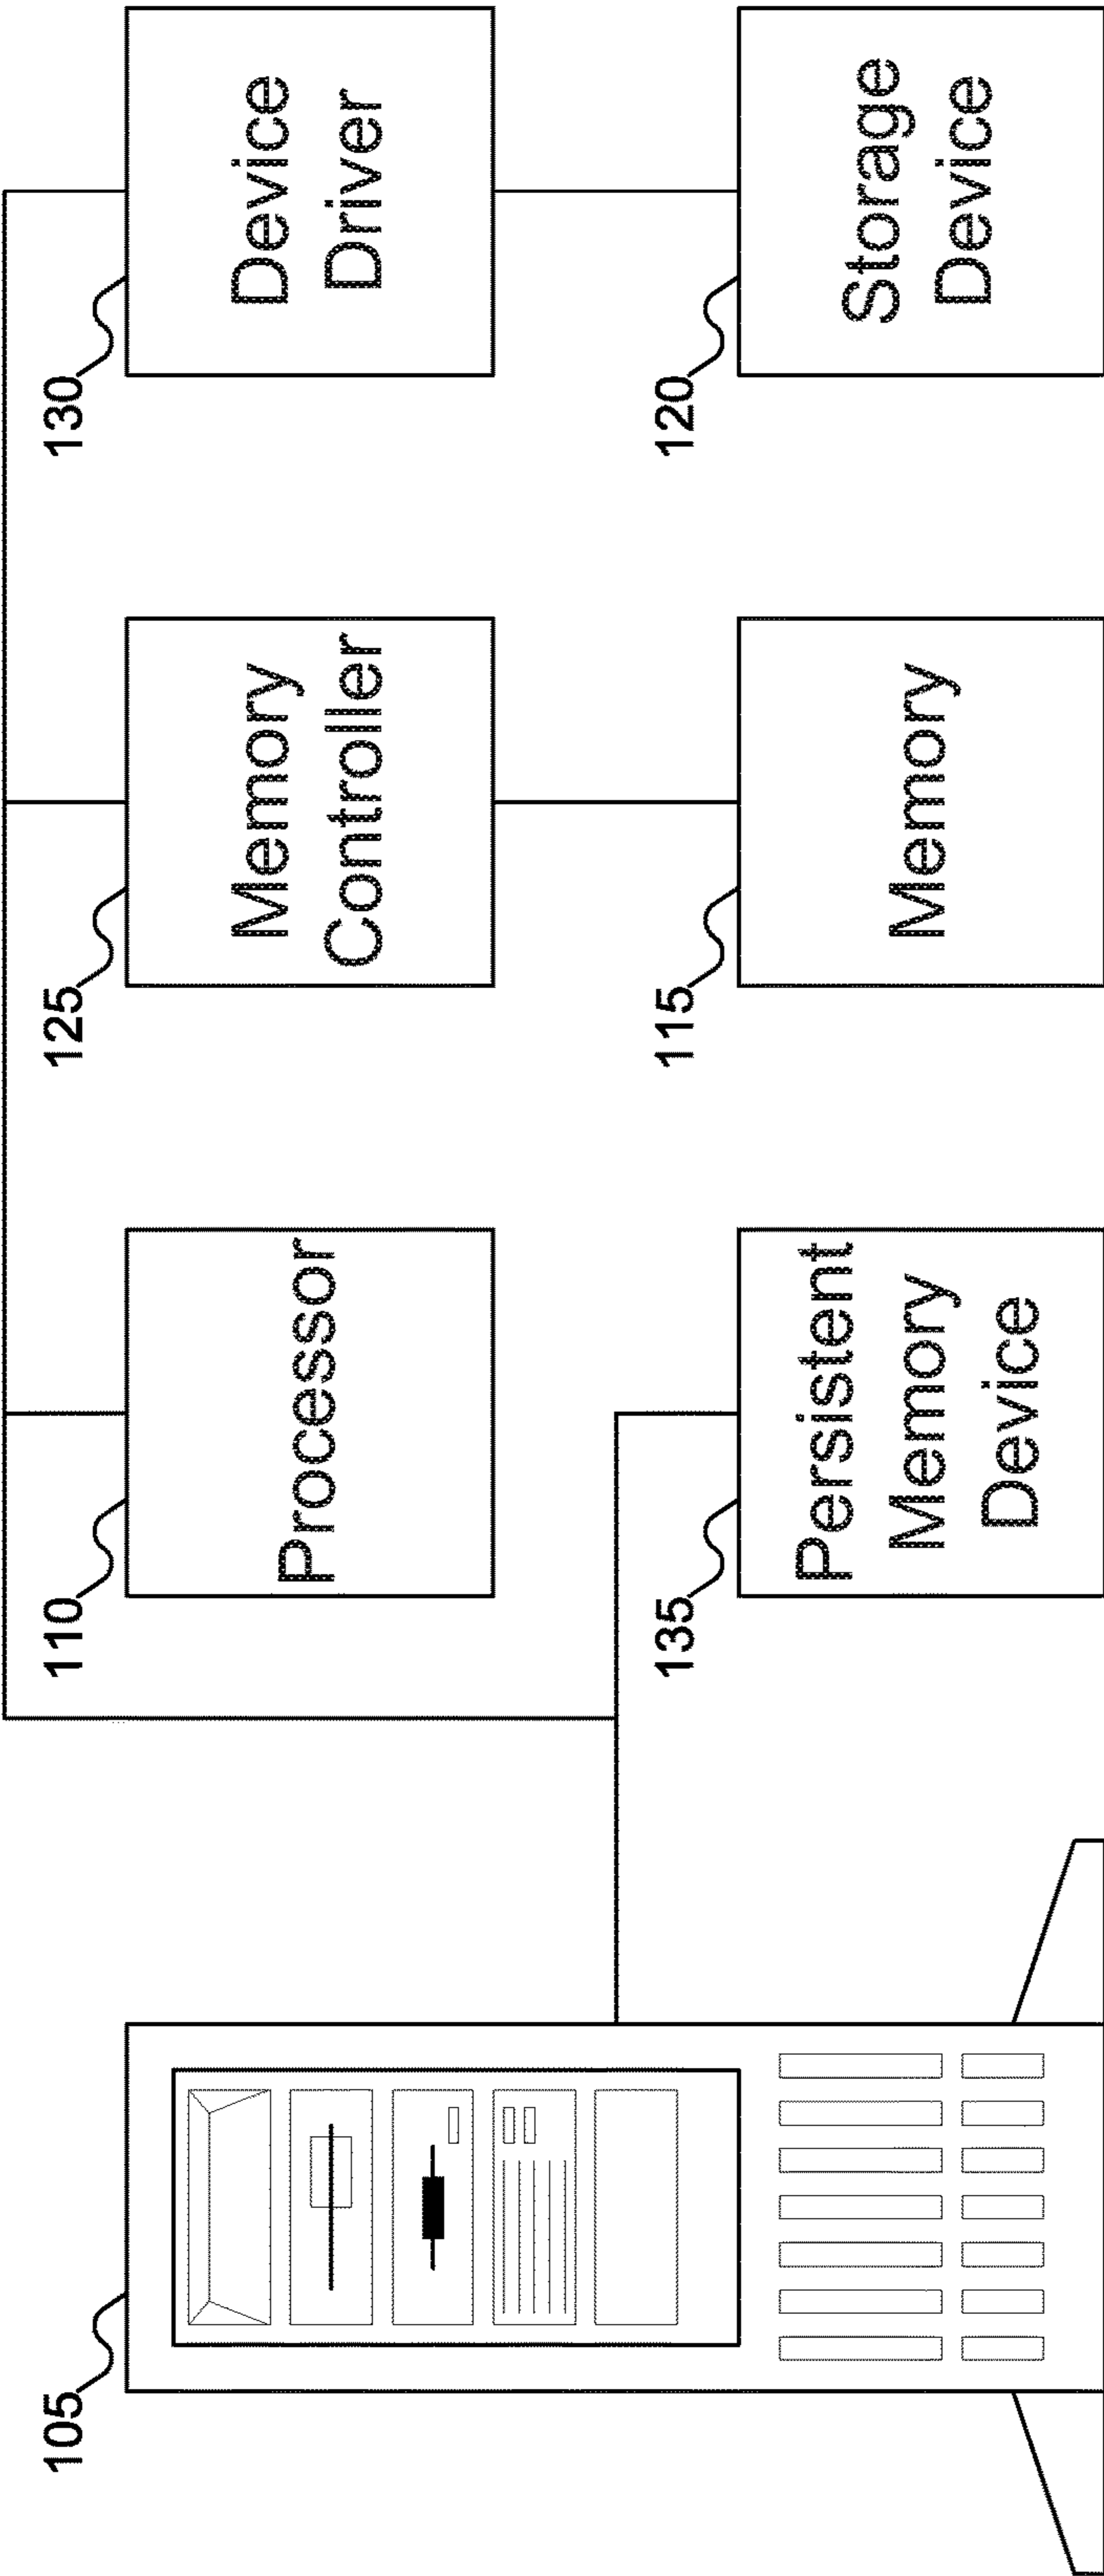 105
110
Processor
125
Memory
Controller
130
Device
Driver
135
Persistent
Memory
Device
115
Memory
120
Storage
Device